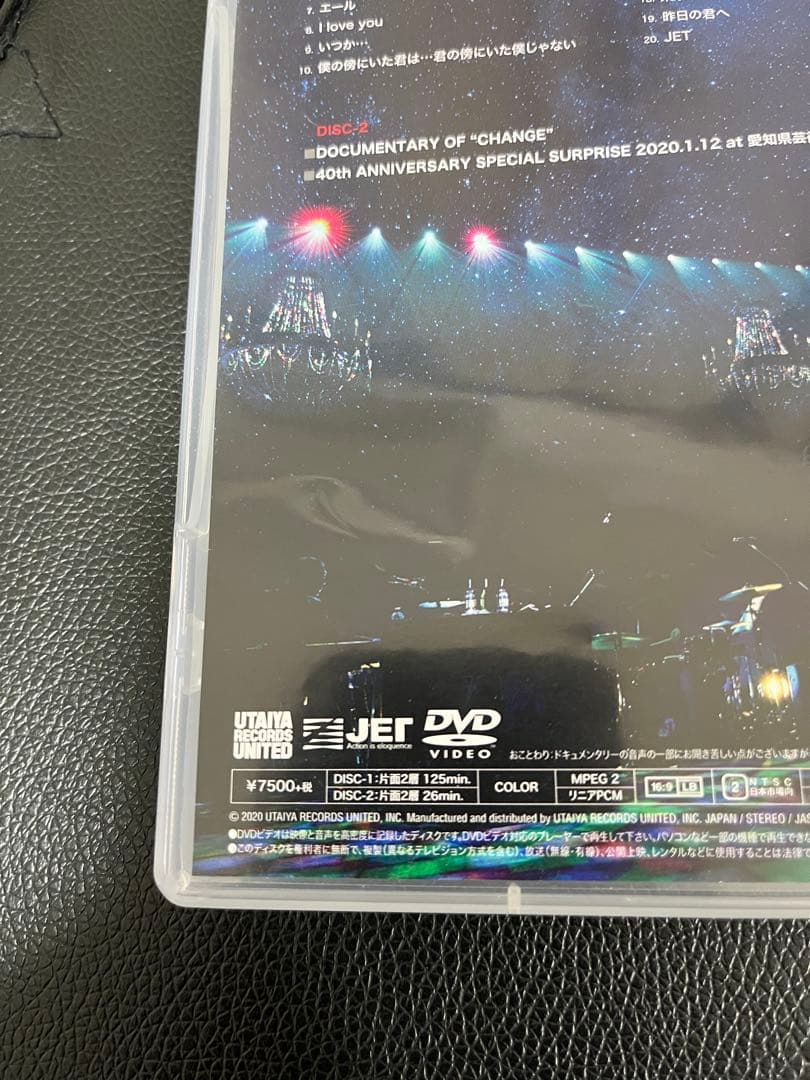 7. エール
8. I love you
9. いつか…
10. 僕の傍にいた君は…君の傍にいた僕じゃない
19. 昨日の君へ
20. JET
DISC-2
■DOCUMENTARY OF "CHANGE"
■40th ANNIVERSARY SPECIAL SURPRISE 2020.1.12 at 愛知県芸
UTAIYA
RECORDS
UNITED
JET
Action is eloquence
DVD
VIDEO
おことわり:ドキュメンタリーの音声の一部にお聞き苦しい点がございますが
¥7500+税
DISC-1:片面2層 125min.
DISC-2:片面2層 26min.
COLOR
MPEG 2
リニアPCM
16:9 LB
2
NTSC
日本市場向
© 2020 UTAIYA RECORDS UNITED, INC. Manufactured and distributed by UTAIYA RECORDS UNITED, INC. JAPAN / STEREO / JAS
●DVDビデオは映像と音声を高密度に記録したディスクです。DVDビデオ対応のプレーヤーで再生して下さい。パソコンなど一部の機種で再生でき
●このディスクを権利者に無断で、複製(異なるテレビジョン方式を含む)、放送(無線・有線)、公開上映、レンタルなどに使用することは法律で